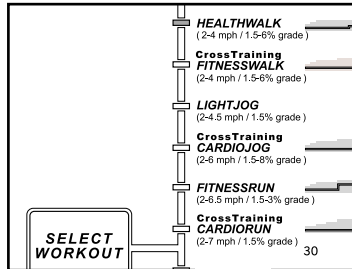 HEALTHWALK
(2-4 mph / 1.5-6% grade )
CrossTraining
FITNESSWALK
(2-4 mph / 1.5-6% grade )
LIGHTJOG
(2-4.5 mph / 1.5% grade )
CrossTraining
CARDIOJOG
(2-6 mph / 1.5-8% grade )
FITNESSRUN
(2-6.5 mph / 1.5-3% grade )
CrossTraining
CARDIORUN
(2-7 mph / 1.5% grade )
30
SELECT
WORKOUT